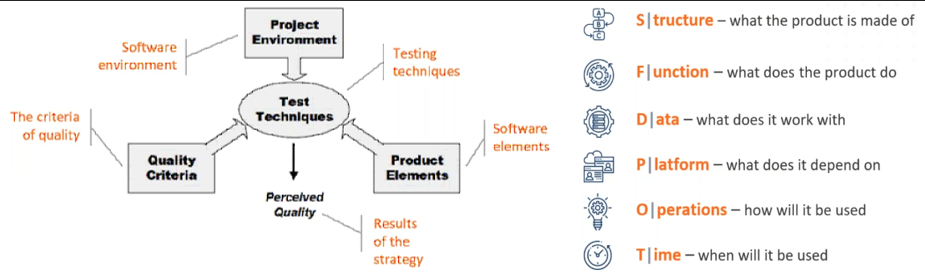 Project
Environment
Software
environment
Testing
techniques
Test
Techniques
The criteria
of quality
Quality
Criteria
Product
Elements
Software
elements
Perceived
Quality
Results
of the
strategy
A
B
C
S|tructure – what the product is made of
F|unction – what does the product do
D|ata – what does it work with
P|latform – what does it depend on
O|perations – how will it be used
T|ime – when will it be used